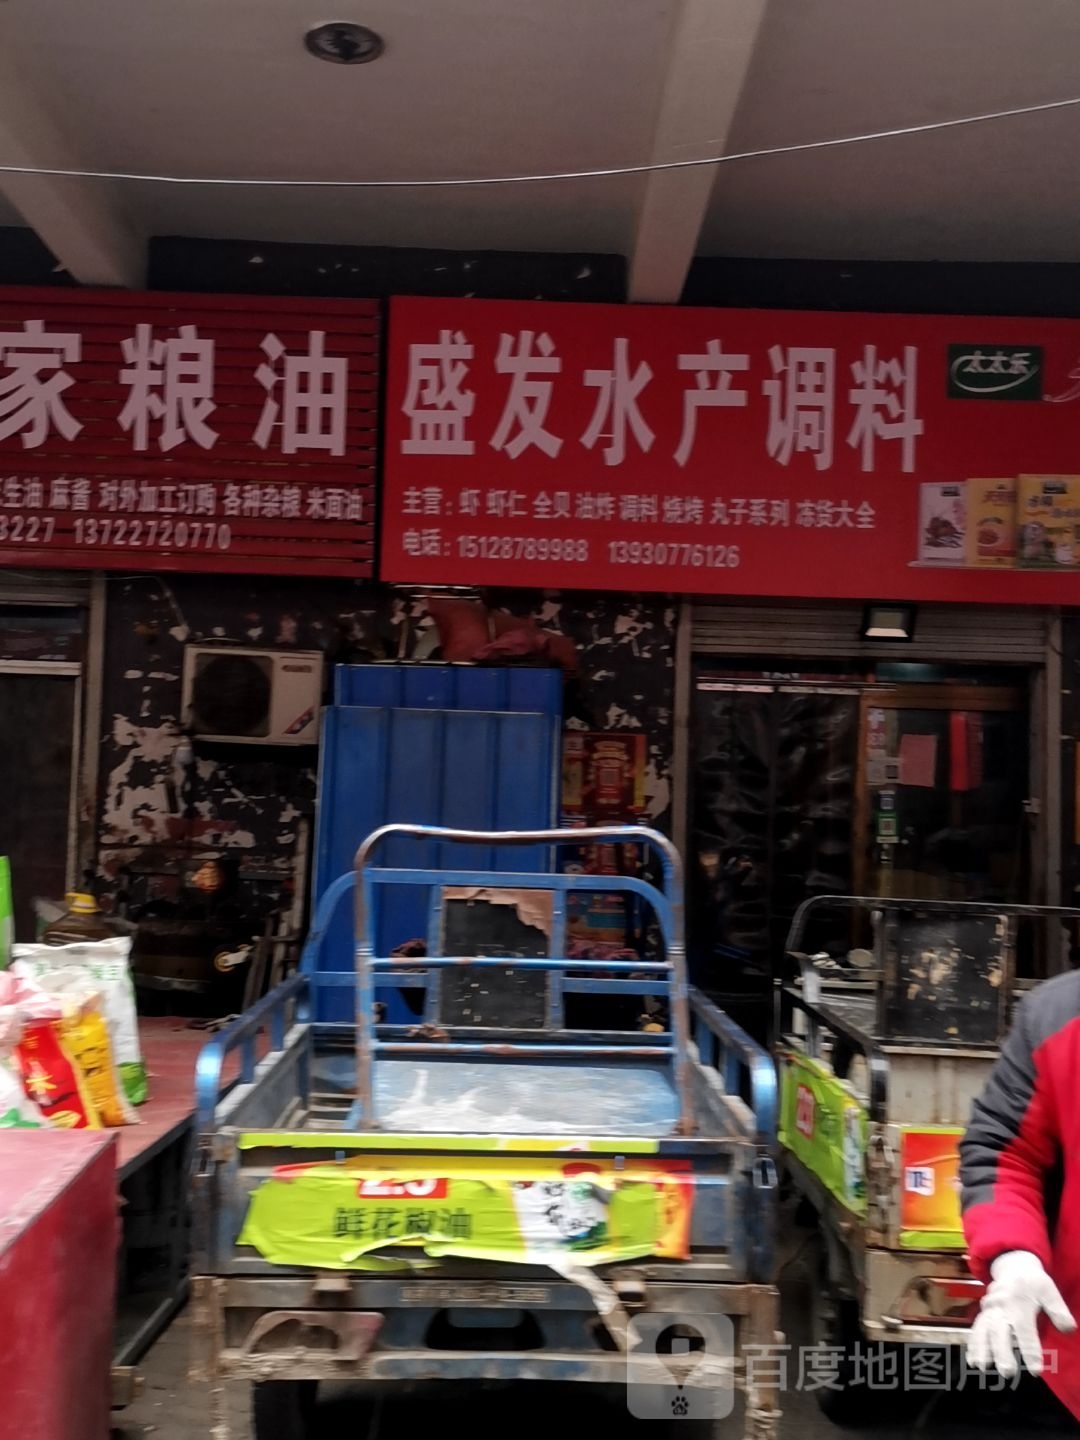 家粮油
生油 麻酱 对外加工订购 各种杂粮 米面油
3227 13722720770
盛发水产调料
太太乐
主营：虾 虾仁 全贝 油炸 调料 烧烤 丸子系列 冻货大全
电话：15128789988 13930776126
2.5
鲜花椒油
百度地图用户